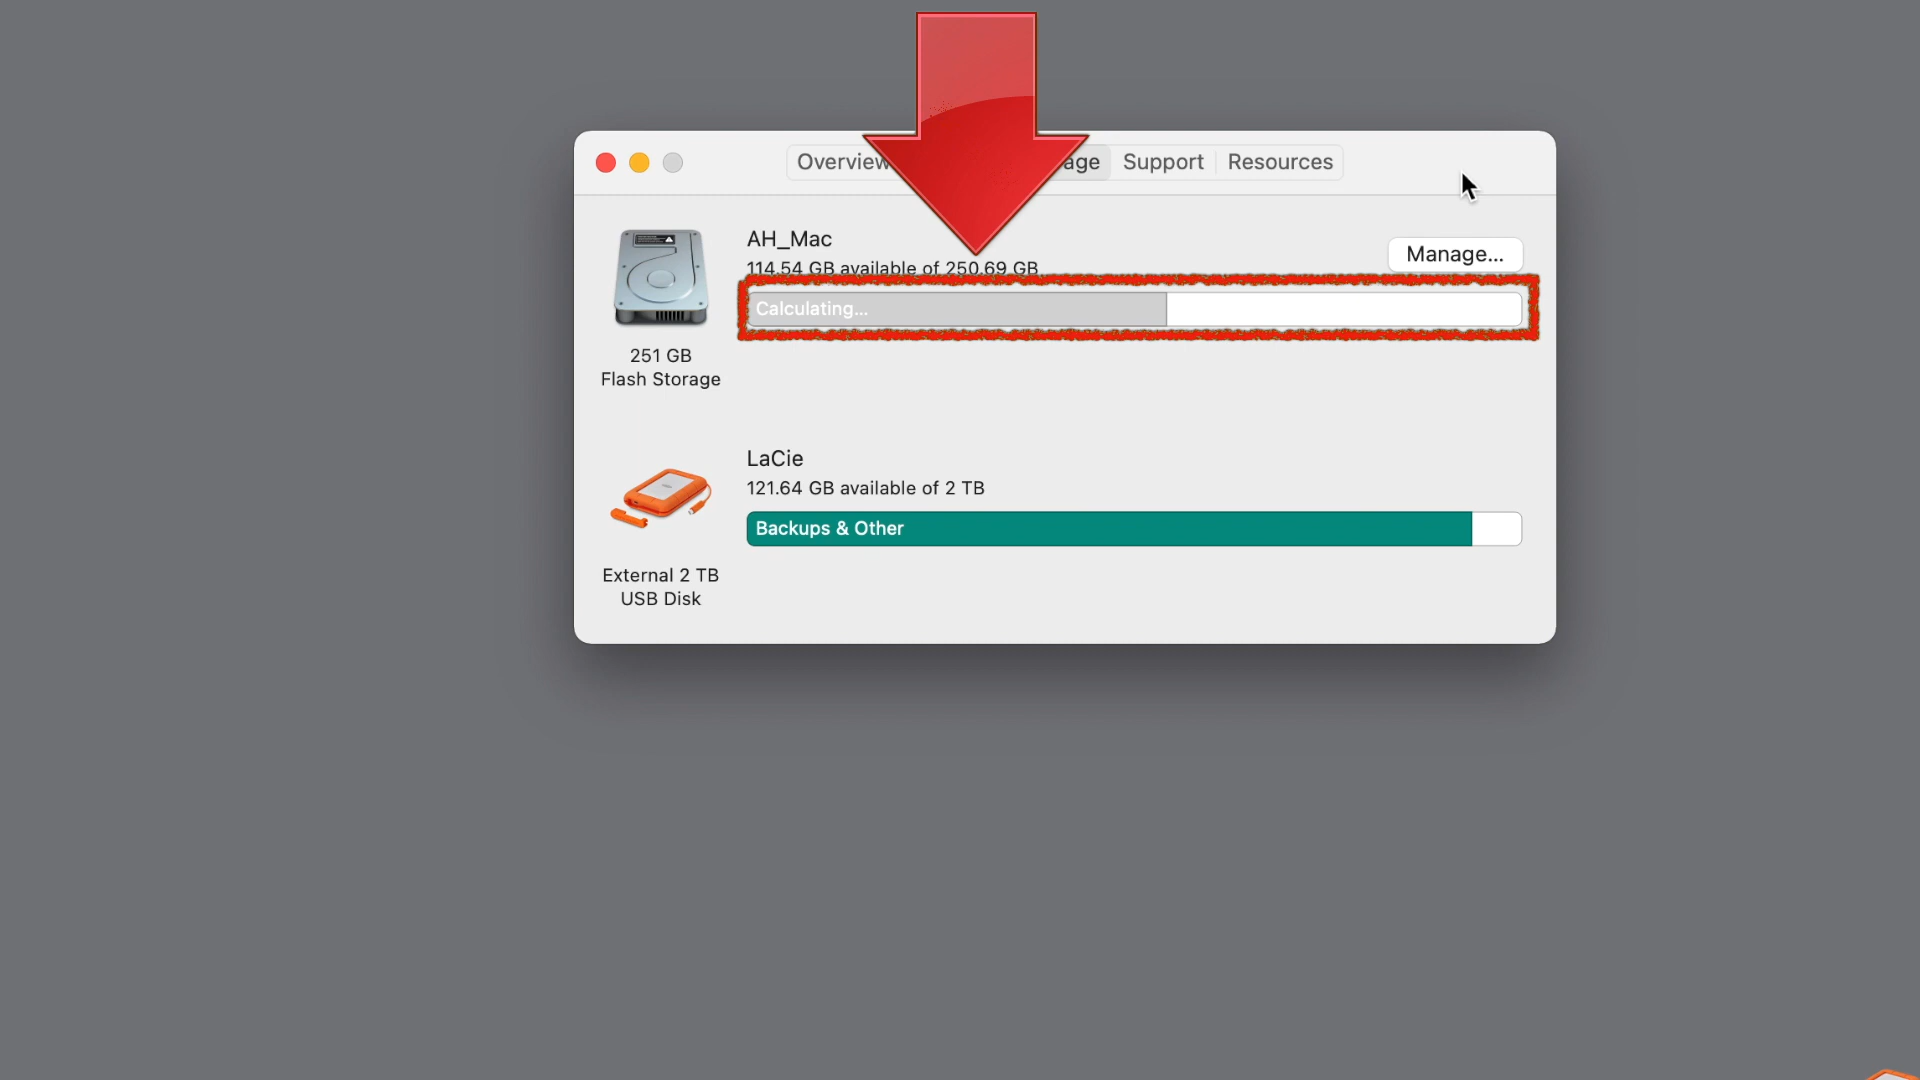 Overview age Support Resources
AH_Mac
114.54 GB available of 250.69 GB
Manage...
Calculating...
251 GB
Flash Storage
LaCie
121.64 GB available of 2 TB
Backups & Other
External 2 TB
USB Disk